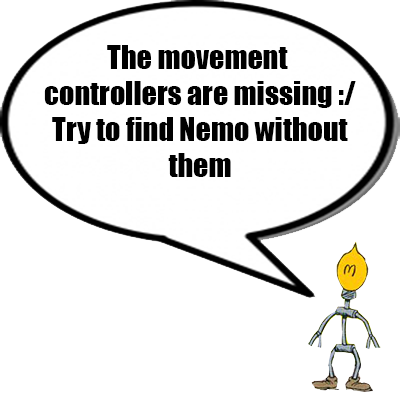 The movement
controllers are missing :/
Try to find Nemo without
them
m